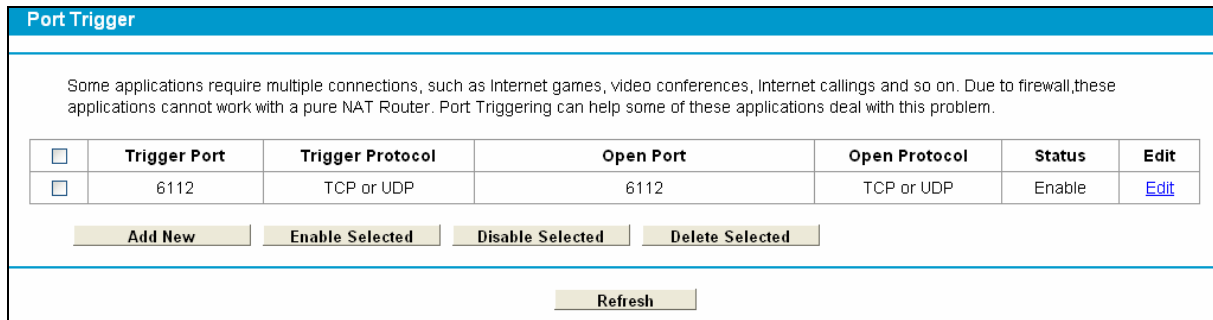 Port Trigger
Some applications require multiple connections, such as Internet games, video conferences, Internet callings and so on. Due to firewall,these
applications cannot work with a pure NAT Router. Port Triggering can help some of these applications deal with this problem.
Trigger Port Trigger Protocol Open Port Open Protocol Status Edit
6112 TCP or UDP 6112 TCP or UDP Enable Edit
Add New Enable Selected Disable Selected Delete Selected
Refresh